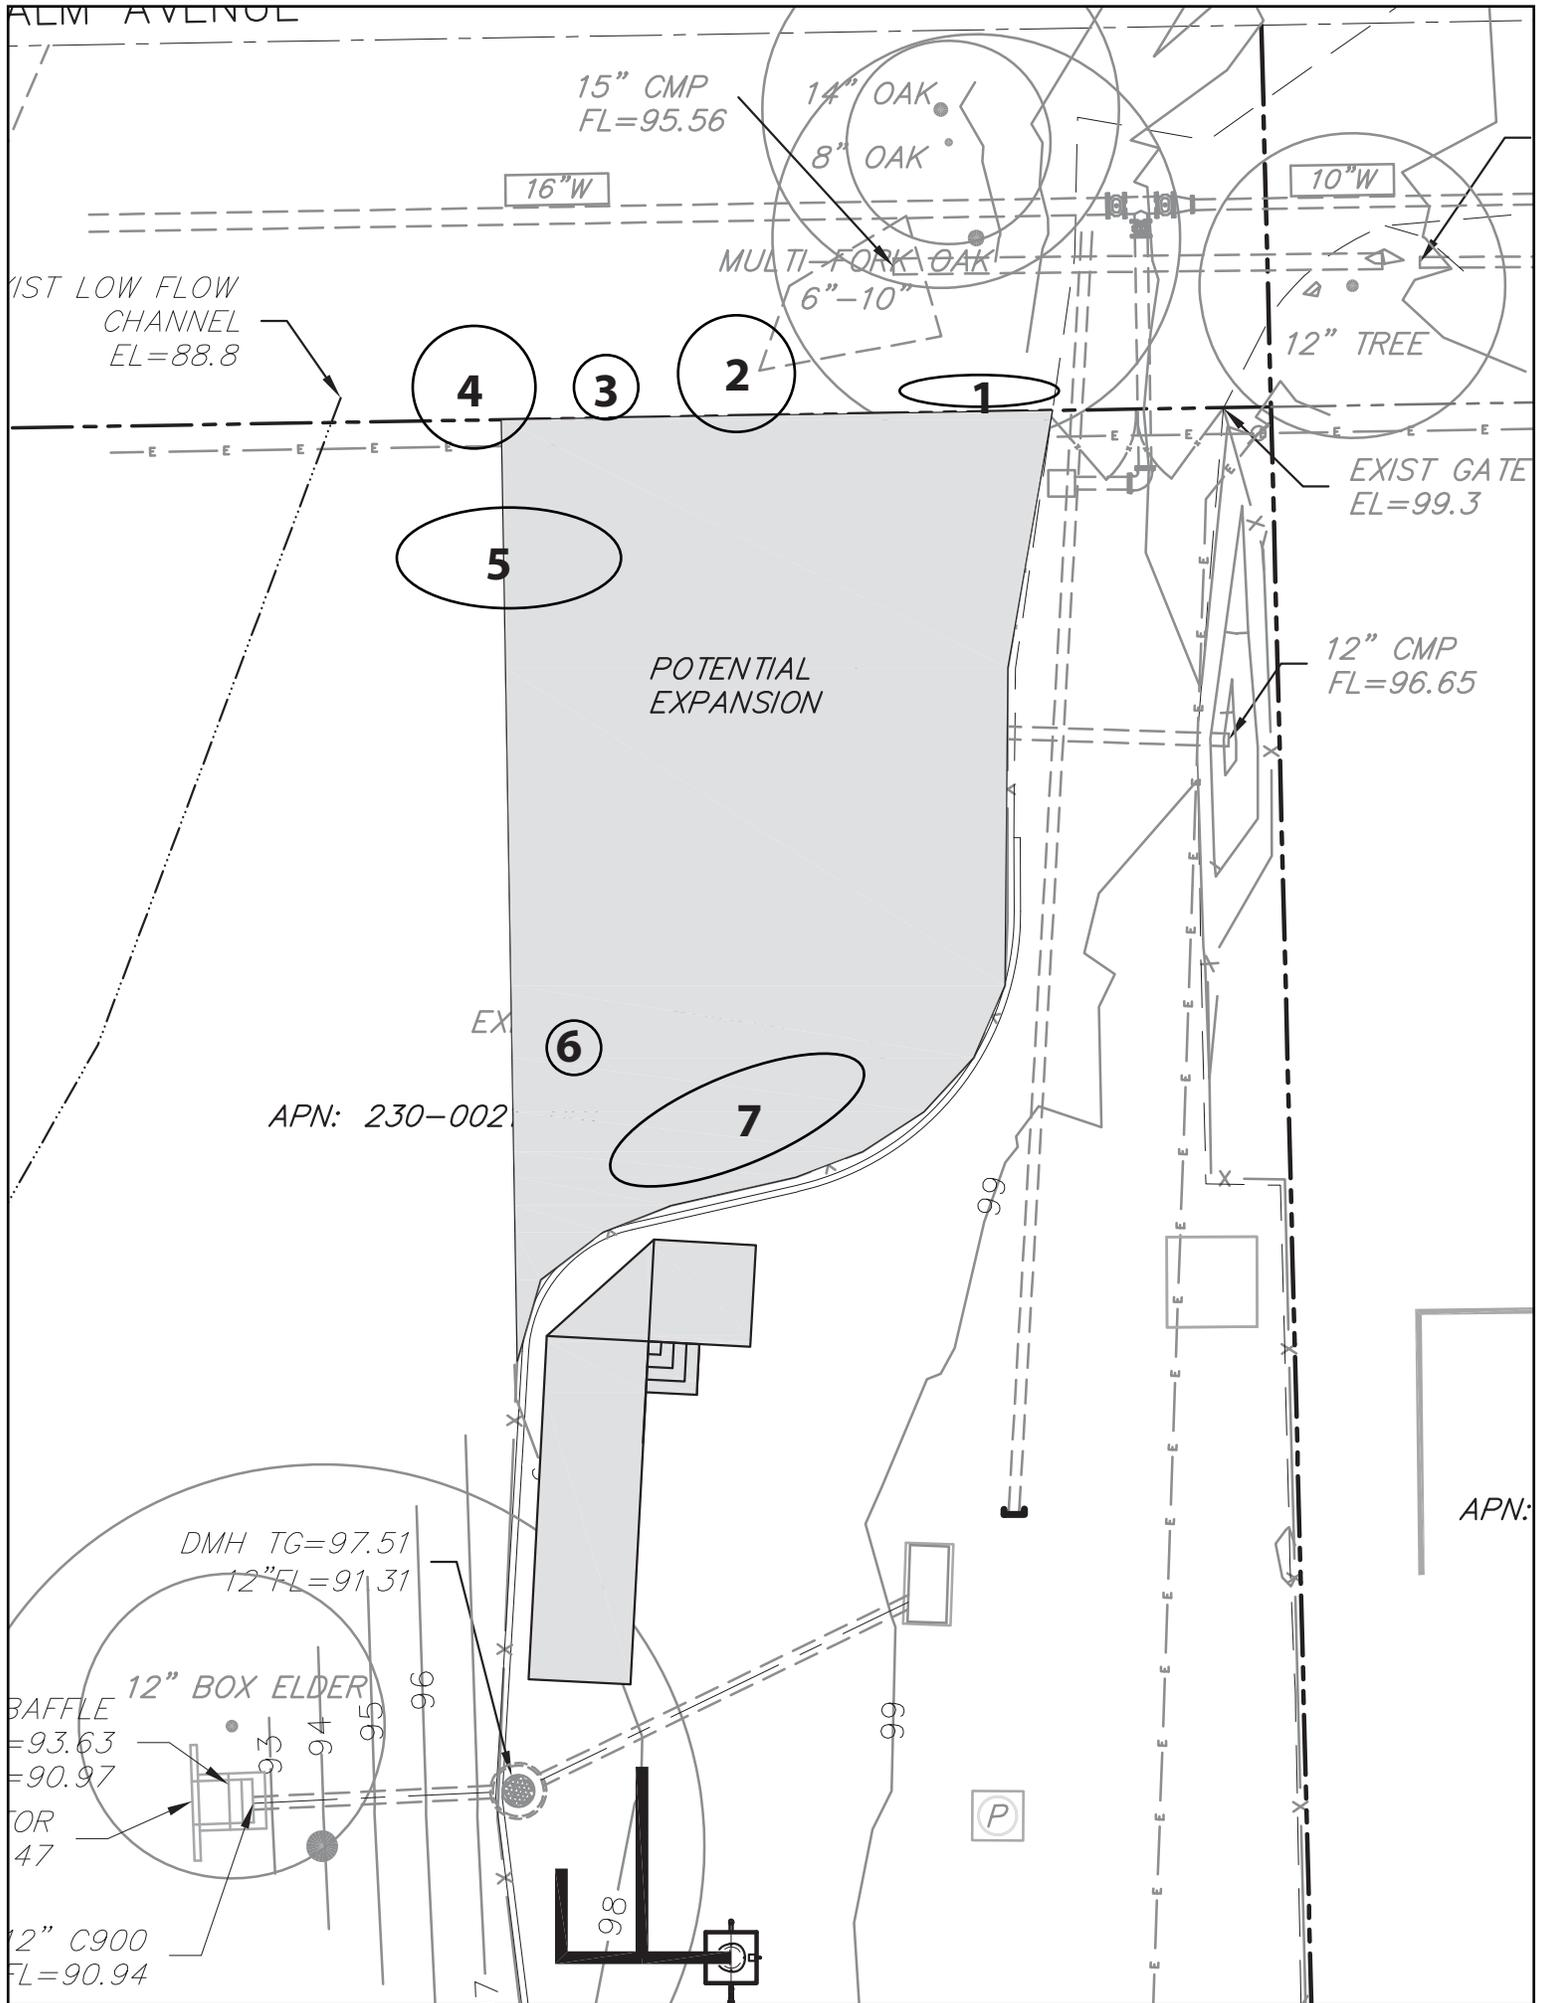 ALM AVENUE
15" CMP
FL=95.56
14" OAK
8" OAK
16"W
10"W
MULTI-FORK OAK
6"-10"
IST LOW FLOW
CHANNEL
EL=88.8
12" TREE
4
3
2
1
E E E E
E E E E E
EXIST GATE
EL=99.3
5
POTENTIAL
EXPANSION
12" CMP
FL=96.65
EX
6
APN: 230-002
7
99
APN:
DMH TG=97.51
12"FL=91.31
12" BOX ELDER
BAFFLE
=93.63
=90.97
93
94
95
96
99
OR
47
P
98
12" C900
FL=90.94
7